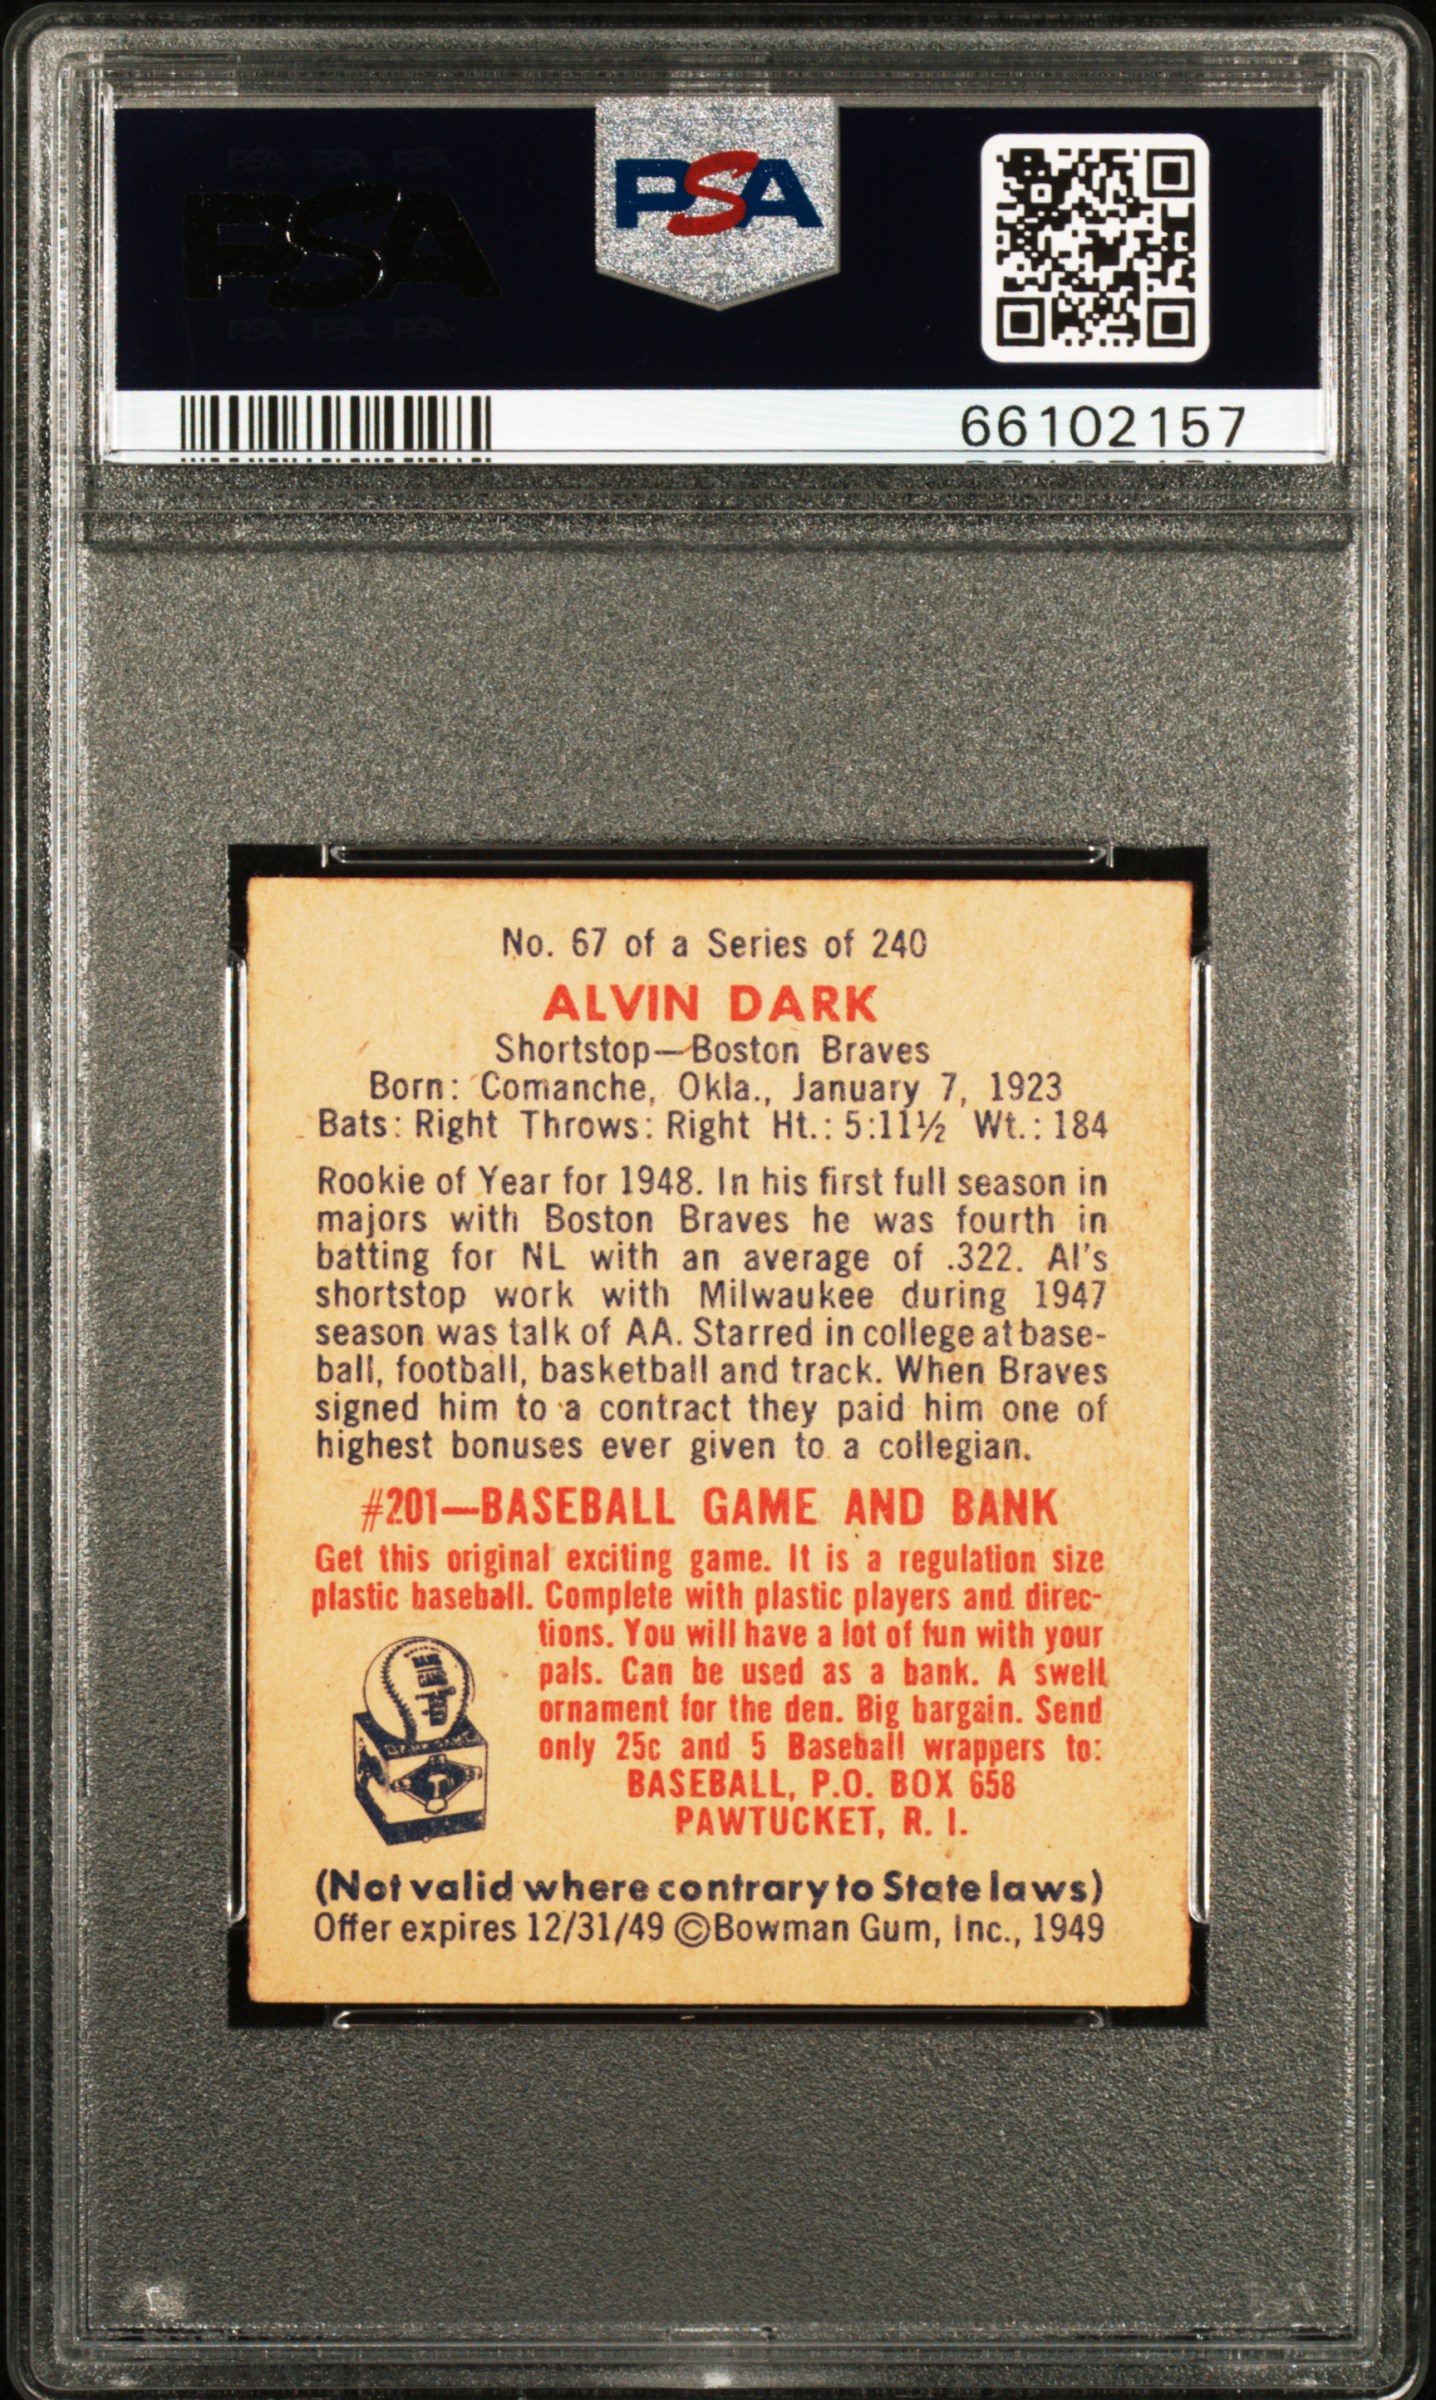 PSA PSA PSA
PSA
PSA PSA PSA
PSA
66102157
No. 67 of a Series of 240
ALVIN DARK
Shortstop—Boston Braves
Born: Comanche, Okla., January 7, 1923
Bats: Right Throws: Right Ht.: 5:11½ Wt.: 184
Rookie of Year for 1948. In his first full season in
majors with Boston Braves he was fourth in
batting for NL with an average of .322. Al's
shortstop work with Milwaukee during 1947
season was talk of AA. Starred in college at base-
ball, football, basketball and track. When Braves
signed him to a contract they paid him one of
highest bonuses ever given to a collegian.
#201—BASEBALL GAME AND BANK
Get this original exciting game. It is a regulation size
plastic baseball. Complete with plastic players and direc-
tions. You will have a lot of fun with your
pals. Can be used as a bank. A swell
ornament for the den. Big bargain. Send
only 25c and 5 Baseball wrappers to:
BASEBALL, P.O. BOX 658
PAWTUCKET, R. I.
(Not valid where contrary to State laws)
Offer expires 12/31/49 ©Bowman Gum, Inc., 1949